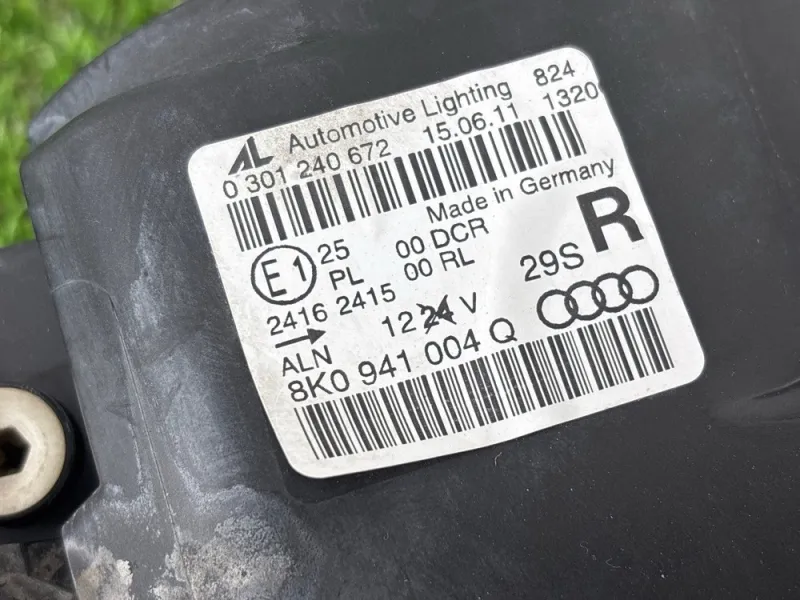 AL Automotive Lighting 824
0 301 240 672 15.06.11 1320
Made in Germany
E1 25 00 DCR R
PL 00 RL 29S
2416 2415
12 24 V
ALN
8K0 941 004 Q